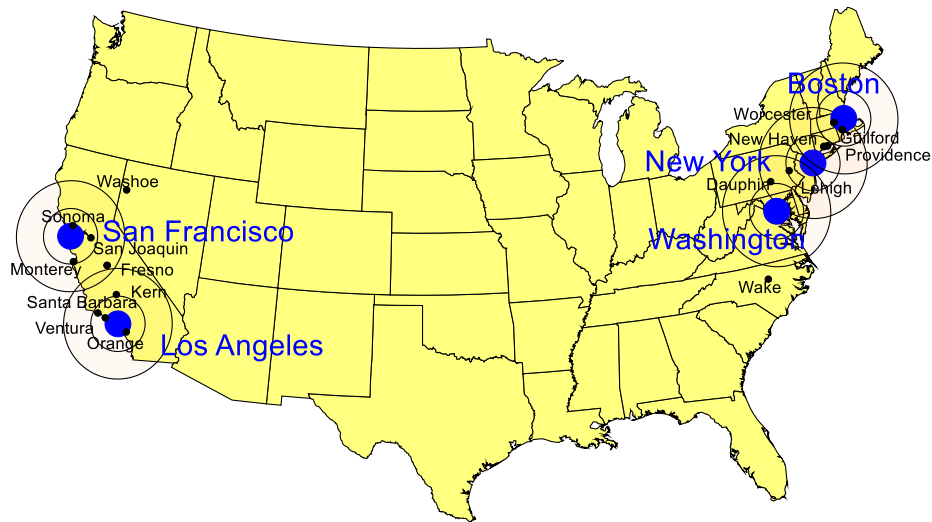 Boston
Worcester
New Haven
Guilford
Providence
New York
Dauphin
Lehigh
Washington
Wake
Washoe
Sonoma
San Francisco
San Joaquin
Monterey
Fresno
Kern
Santa Barbara
Ventura
Orange
Los Angeles